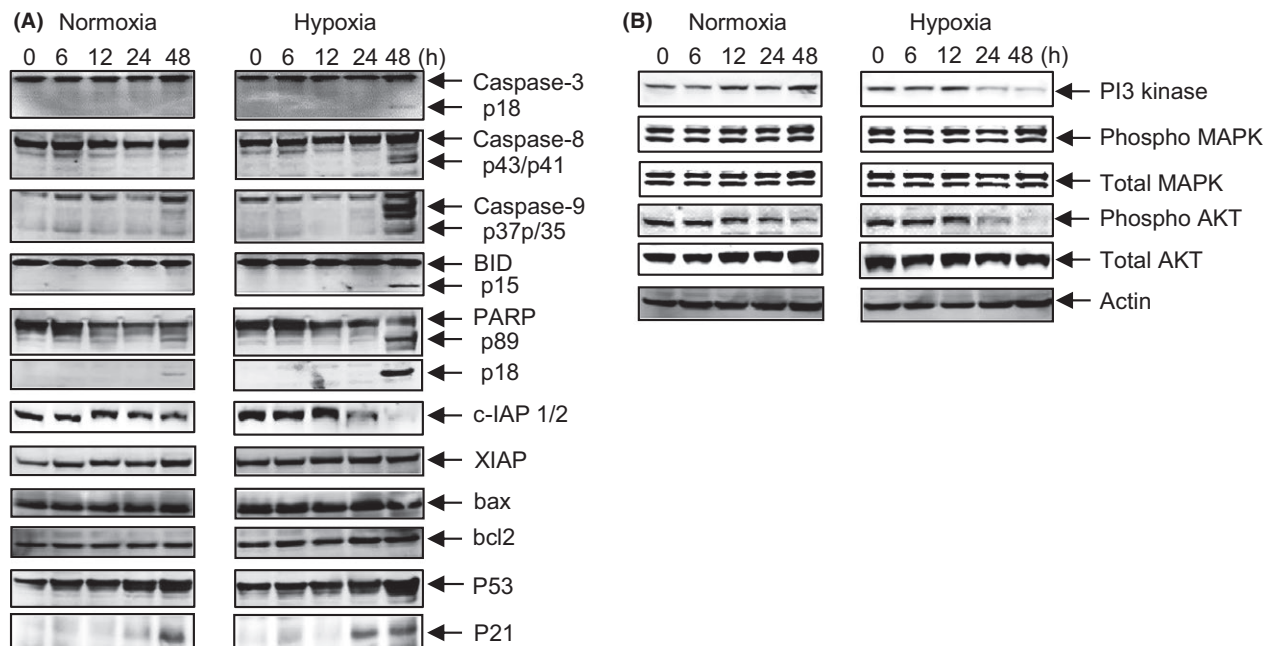 (A) Normoxia Hypoxia
0 6 12 24 48 0 6 12 24 48 (h)
Caspase-3
p18
Caspase-8
p43/p41
Caspase-9
p37p/35
BID
p15
PARP
p89
p18
c-IAP 1/2
XIAP
bax
bcl2
P53
P21
(B) Normoxia Hypoxia
0 6 12 24 48 0 6 12 24 48 (h)
PI3 kinase
Phospho MAPK
Total MAPK
Phospho AKT
Total AKT
Actin